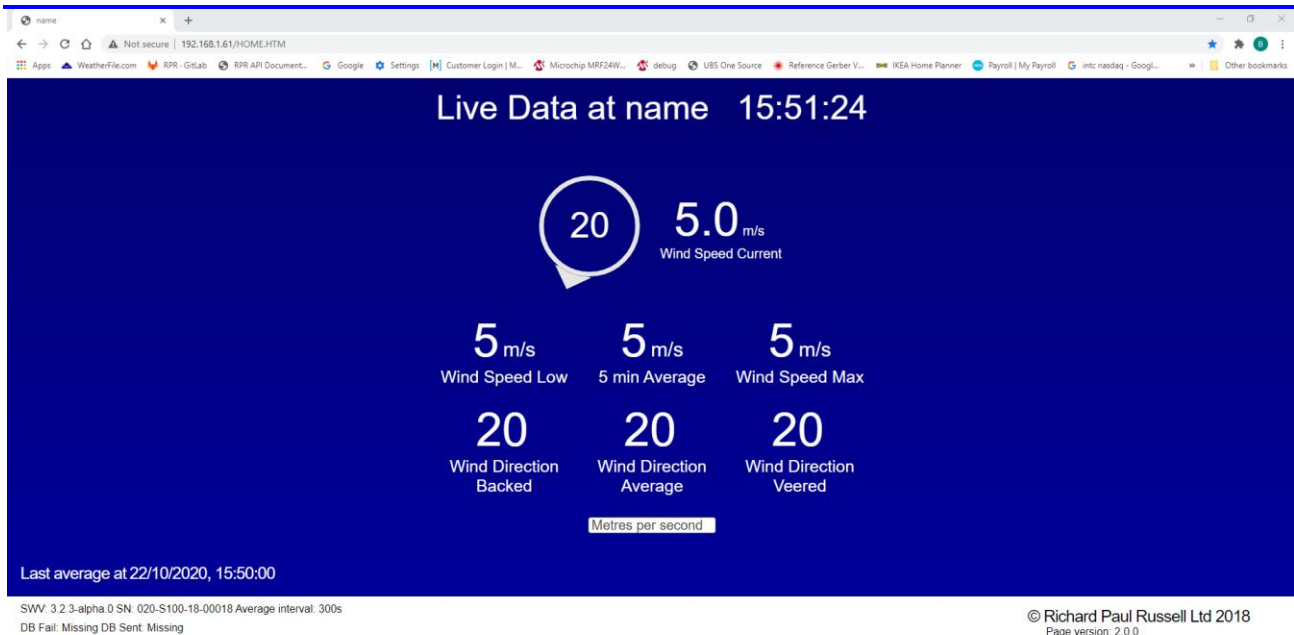 name
Not secure | 192.168.1.61/HOME.HTM
Apps WeatherFile.com RPR · GitLab RPR API Document... Google Settings Customer Login | M... Microchip MRF24W... debug UBS One Source Reference Gerber V... IKEA Home Planner Payroll | My Payroll intc nasdaq - Googl... » Other bookmarks
Live Data at name 15:51:24
20 5.0 m/s
Wind Speed Current
5 m/s 5 m/s 5 m/s
Wind Speed Low 5 min Average Wind Speed Max
20 20 20
Wind Direction Wind Direction Wind Direction
Backed Average Veered
Metres per second
Last average at 22/10/2020, 15:50:00
SWV: 3.2.3-alpha.0 SN: 020-S100-18-00018 Average interval: 300s
DB Fail: Missing DB Sent: Missing
© Richard Paul Russell Ltd 2018
Page version: 2.0.0